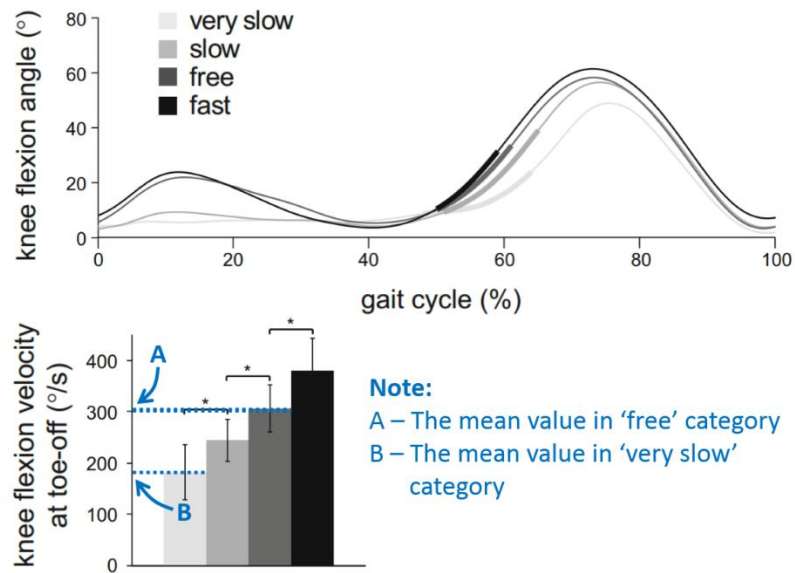 knee flexion angle (°)
80
60
40
20
0
very slow
slow
free
fast
0
20
40
60
80
100
gait cycle (%)
knee flexion velocity
at toe-off (°/s)
400
300
200
100
0
A
B
*
*
*
Note:
A – The mean value in ‘free’ category
B – The mean value in ‘very slow’
category